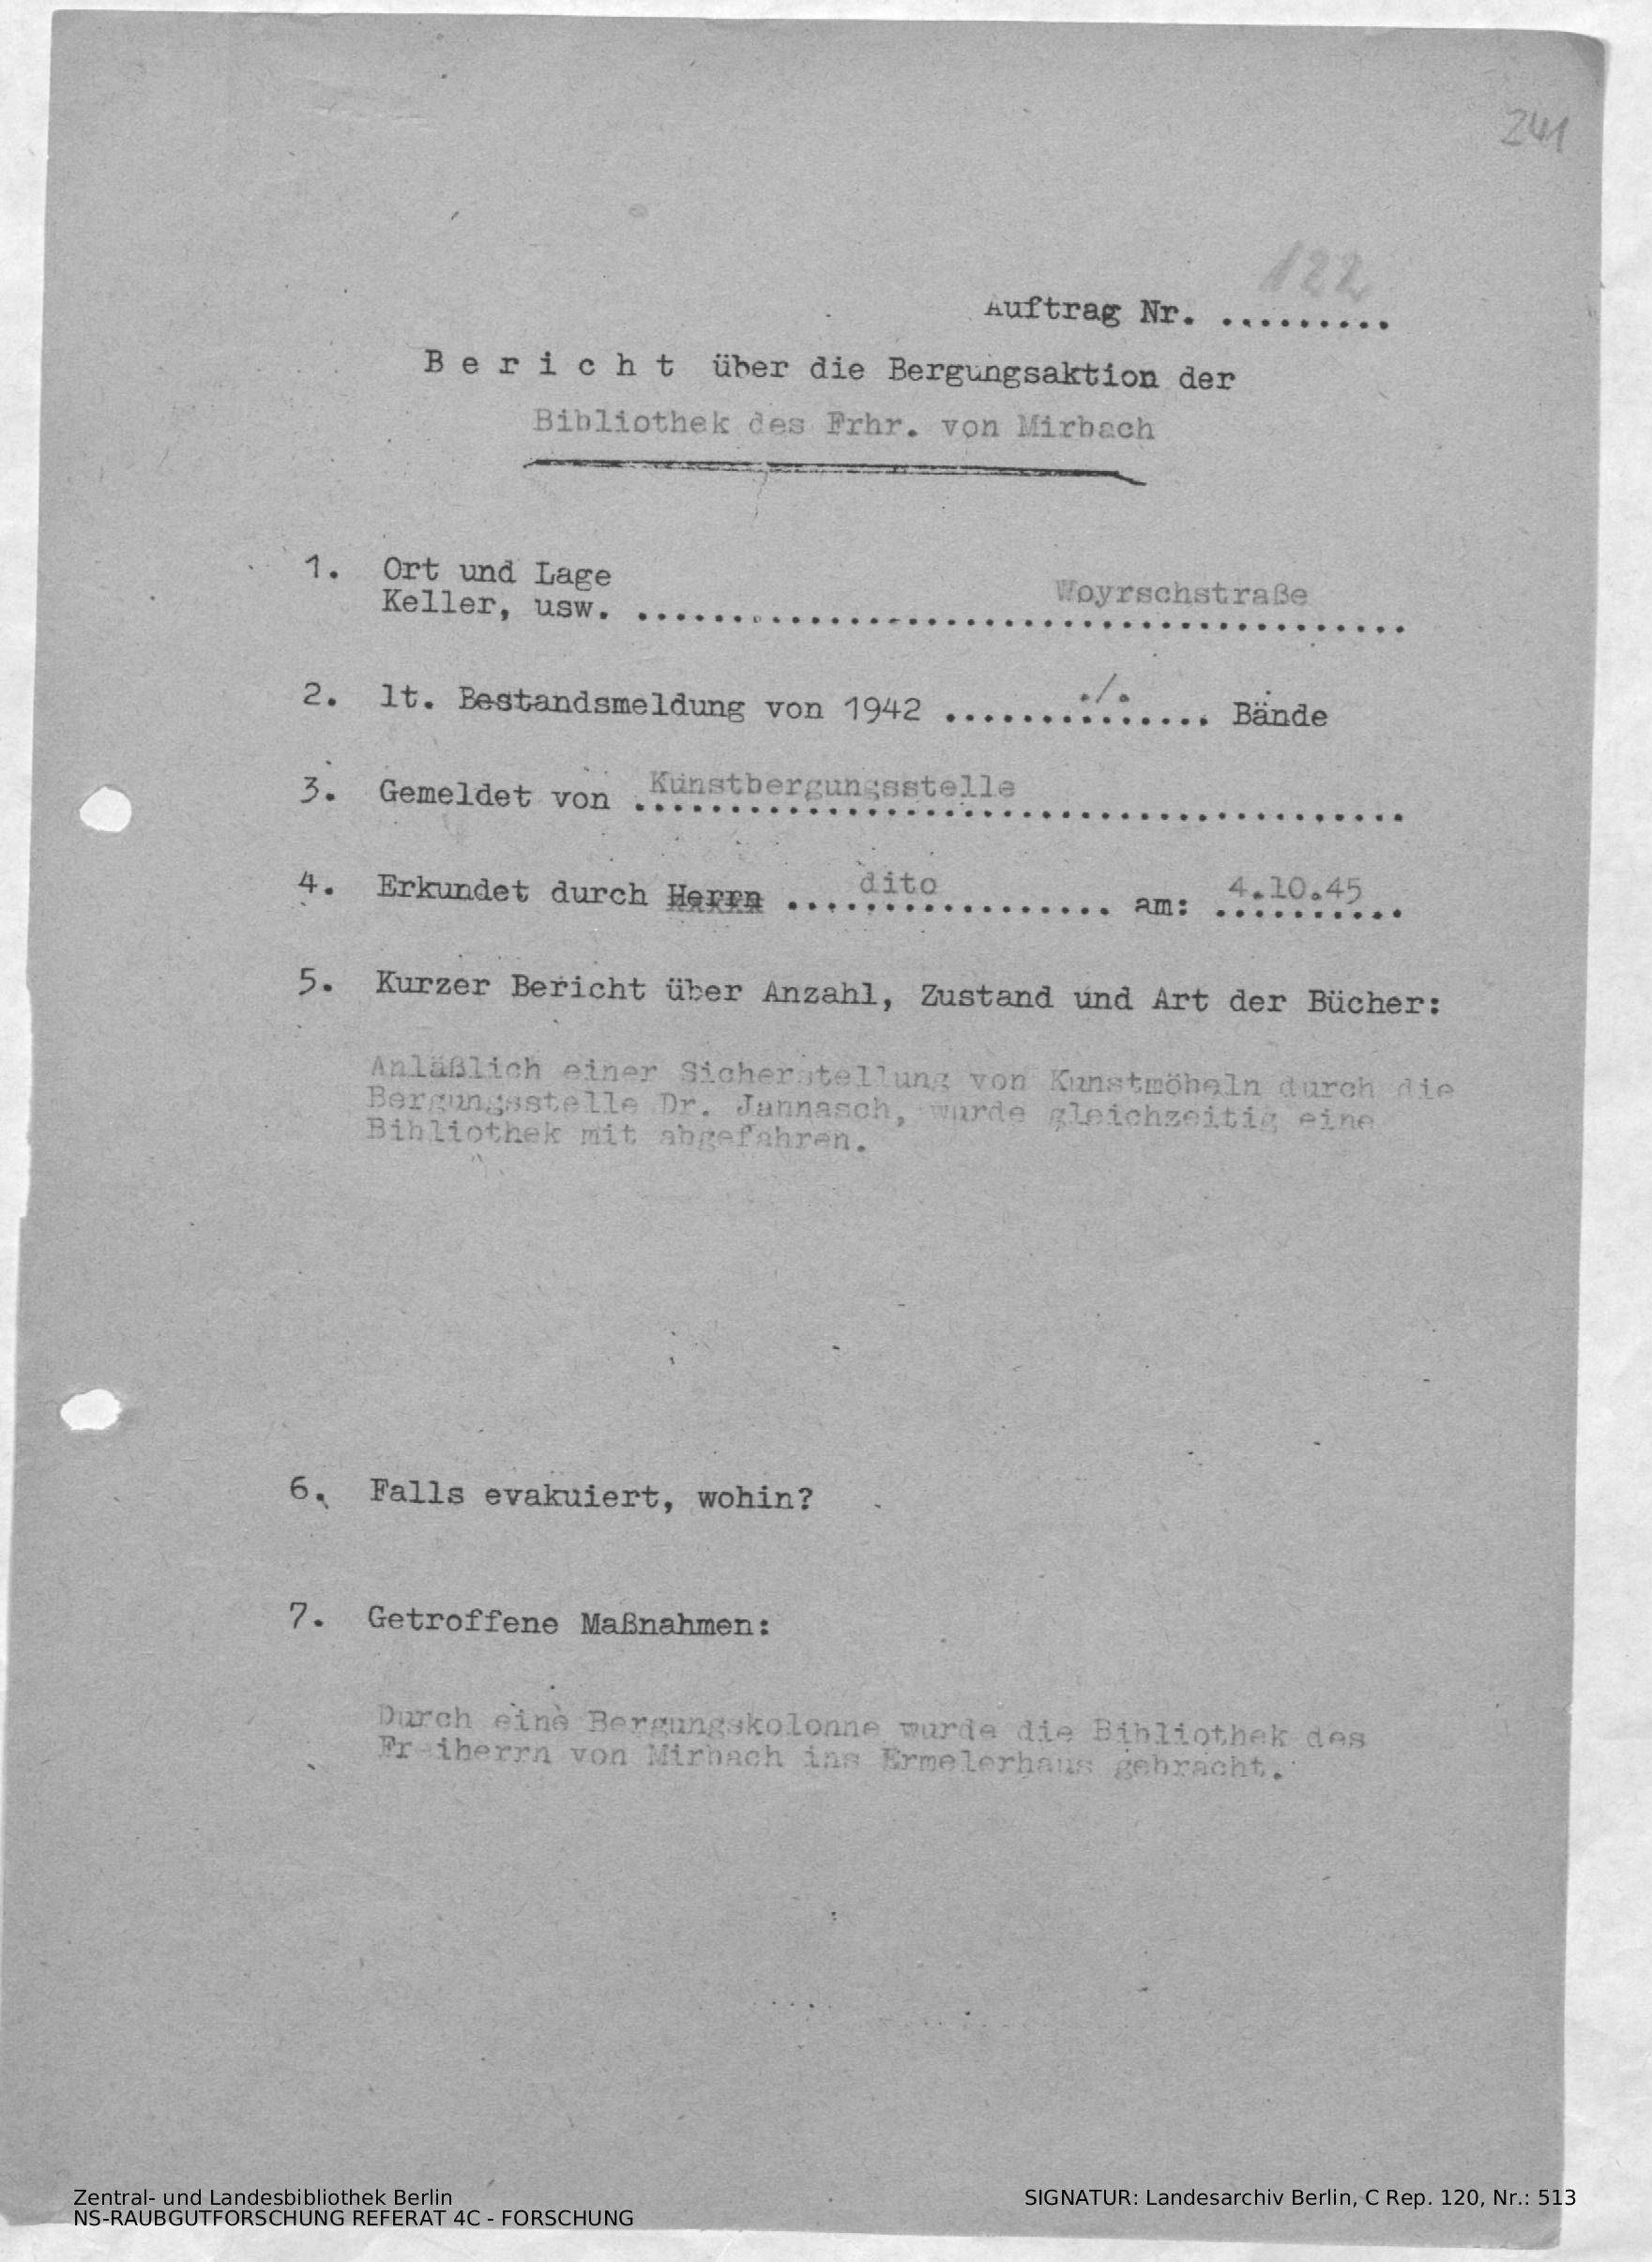 241
122
Auftrag Nr. .........
B e r i c h t über die Bergungsaktion der
Bibliothek des Frhr. von Mirbach
1. Ort und Lage
Woyrschstraße
Keller, usw. ........................................
2. lt. Bestandsmeldung von 1942 ......./....... Bände
3. Gemeldet von Kunstbergungsstelle
4. Erkundet durch Herrn dito am: 4.10.45
5. Kurzer Bericht über Anzahl, Zustand und Art der Bücher:
Anläßlich einer Sicherstellung von Kunstmöbeln durch die
Bergungsstelle Dr. Jannasch, wurde gleichzeitig eine
Bibliothek mit abgefahren.
6. Falls evakuiert, wohin?
7. Getroffene Maßnahmen:
Durch eine Bergungskolonne wurde die Bibliothek des
Freiherrn von Mirbach ins Ermelerhaus gebracht.
Zentral- und Landesbibliothek Berlin
NS-RAUBGUTFORSCHUNG REFERAT 4C - FORSCHUNG
SIGNATUR: Landesarchiv Berlin, C Rep. 120, Nr.: 513